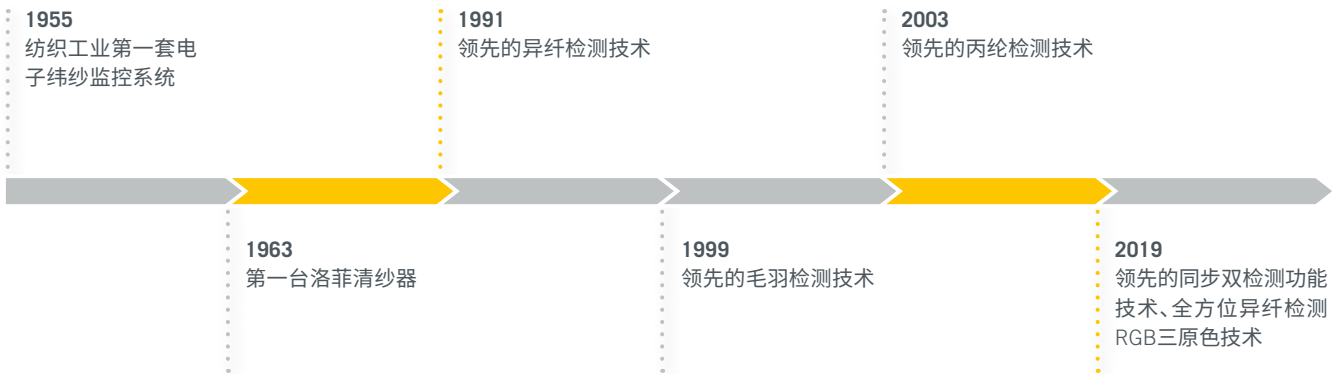 1955
纺织工业第一套电
子纬纱监控系统
1991
领先的异纤检测技术
2003
领先的丙纶检测技术
1963
第一台洛菲清纱器
1999
领先的毛羽检测技术
2019
领先的同步双检测功能
技术、全方位异纤检测
RGB三原色技术